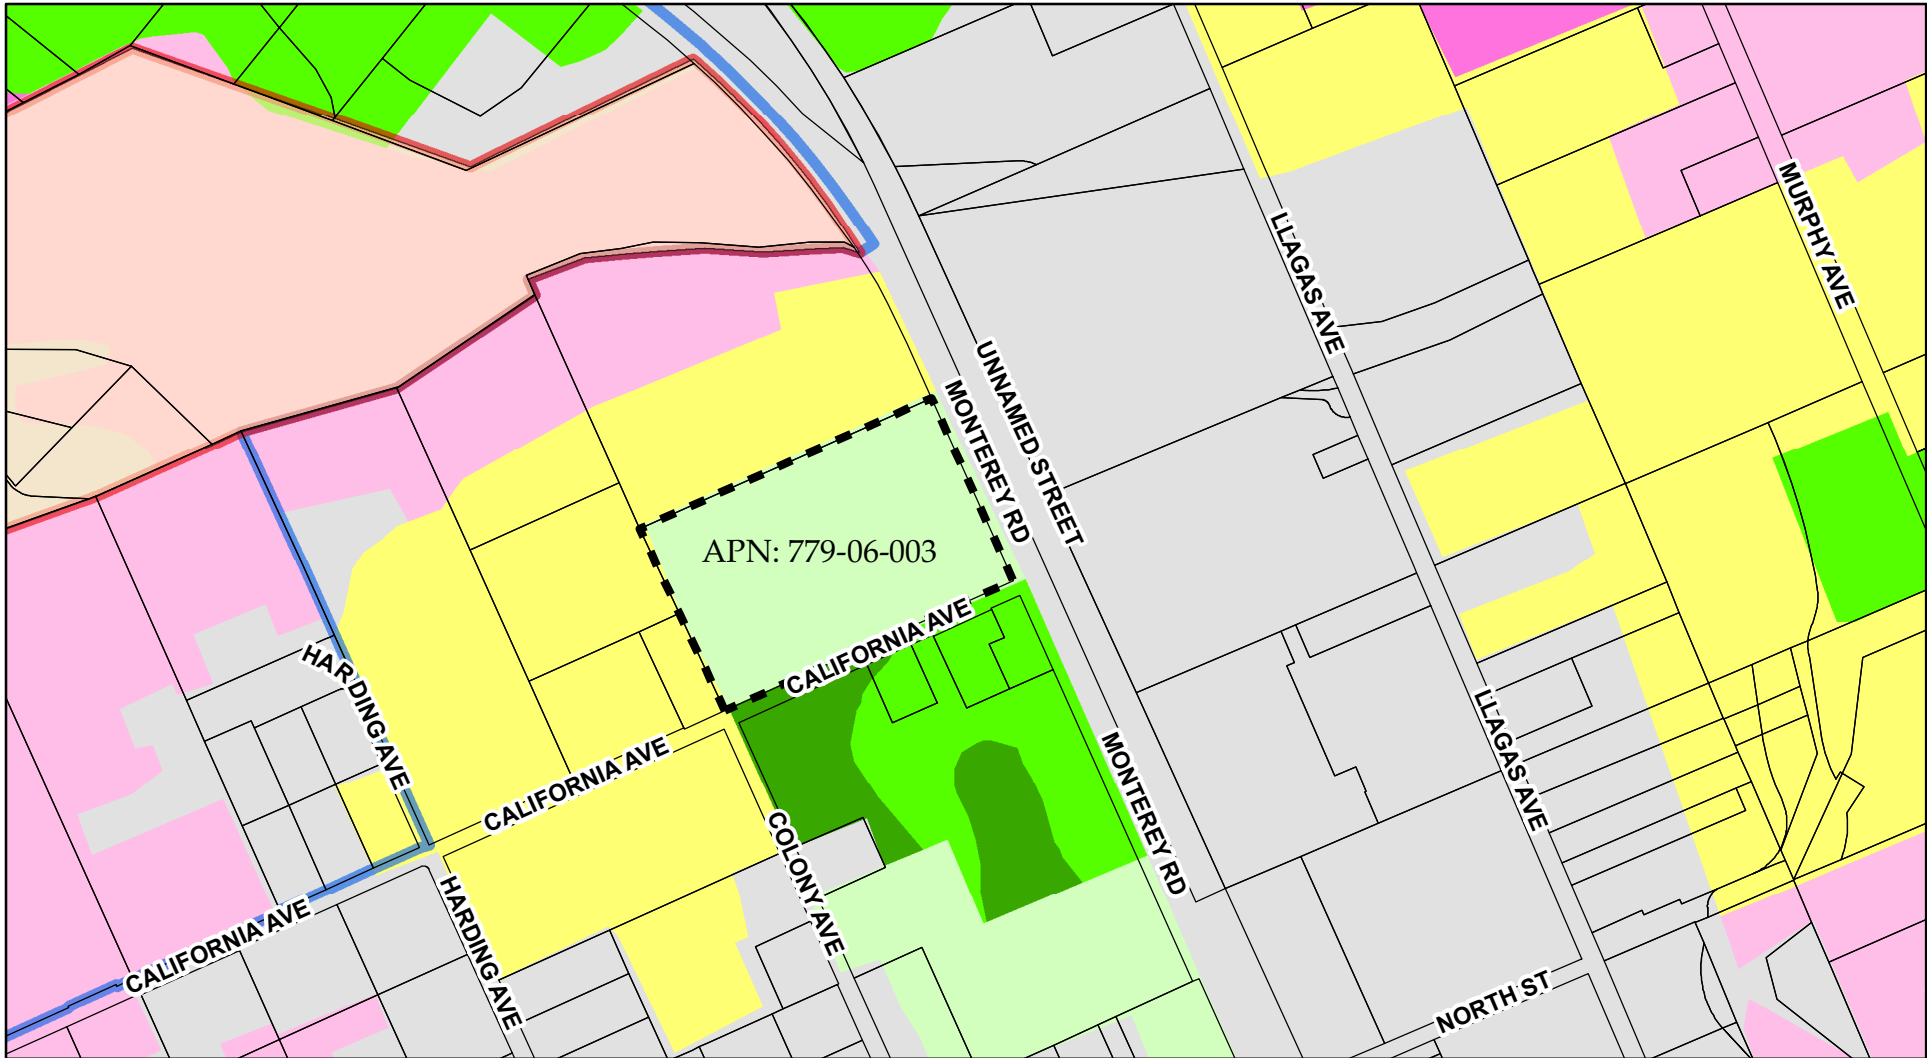 MURPHY AVE
LLAGAS AVE
UNNAMED STREET
MONTEREY RD
APN: 779-06-003
CALIFORNIA AVE
HARDING AVE
LLAGAS AVE
CALIFORNIA AVE
MONTEREY RD
COLONY AVE
HARDING AVE
CALIFORNIA AVE
NORTH ST